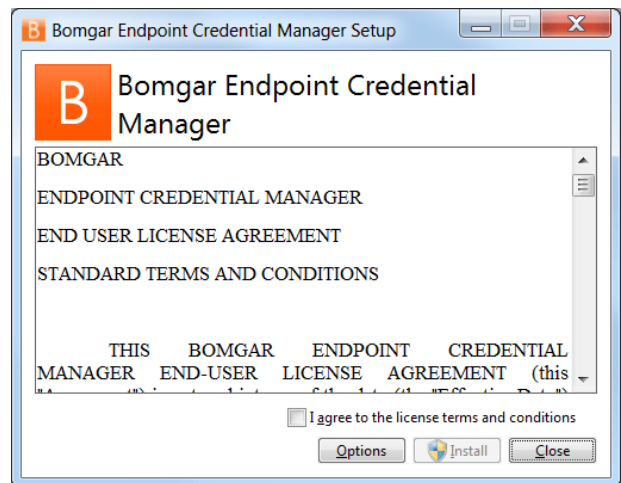 B Bomgar Endpoint Credential Manager Setup
X
B
Bomgar Endpoint Credential
Manager
BOMGAR
ENDPOINT CREDENTIAL MANAGER
END USER LICENSE AGREEMENT
STANDARD TERMS AND CONDITIONS
THIS BOMGAR ENDPOINT CREDENTIAL
MANAGER END-USER LICENSE AGREEMENT (this
I agree to the license terms and conditions
Options Install Close